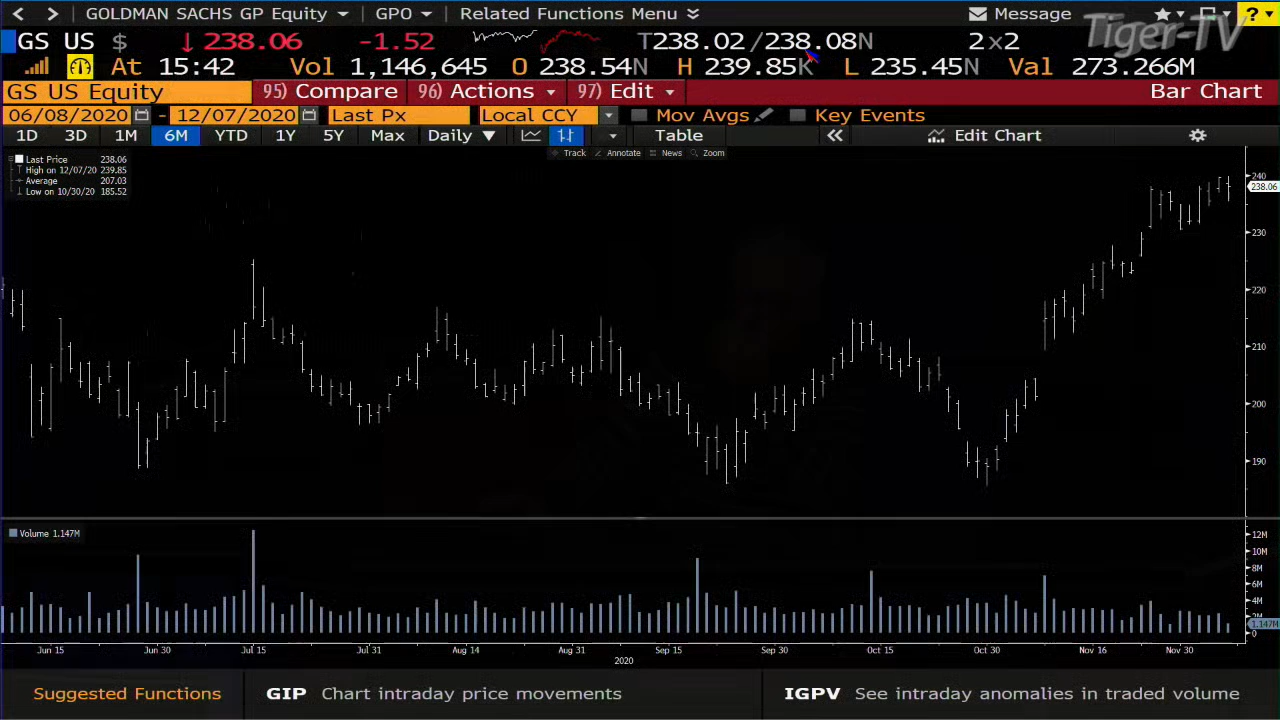 GOLDMAN SACHS GP Equity GPO Related Functions Menu Message ?
Tiger-TV
GS US $ ↓ 238.06 -1.52 T238.02 /238.08N 2x2
At 15:42 Vol 1,146,645 O 238.54N H 239.85K L 235.45N Val 273.266M
GS US Equity 95) Compare 96) Actions 97) Edit Bar Chart
06/08/2020 - 12/07/2020 Last Px Local CCY Mov Avgs Key Events
1D 3D 1M 6M YTD 1Y 5Y Max Daily ▼ Table « Edit Chart
Track Annotate News Zoom
Last Price 238.06
High on 12/07/20 239.85
Average 207.03
Low on 10/30/20 185.52
240
238.06
230
220
210
200
190
Volume 1.147M
12M
10M
8M
6M
4M
2M
1.147M
0
Jun 15 Jun 30 Jul 15 Jul 31 Aug 14 Aug 31 Sep 15 Sep 30 Oct 15 Oct 30 Nov 16 Nov 30
2020
Suggested Functions GIP Chart intraday price movements IGPV See intraday anomalies in traded volume